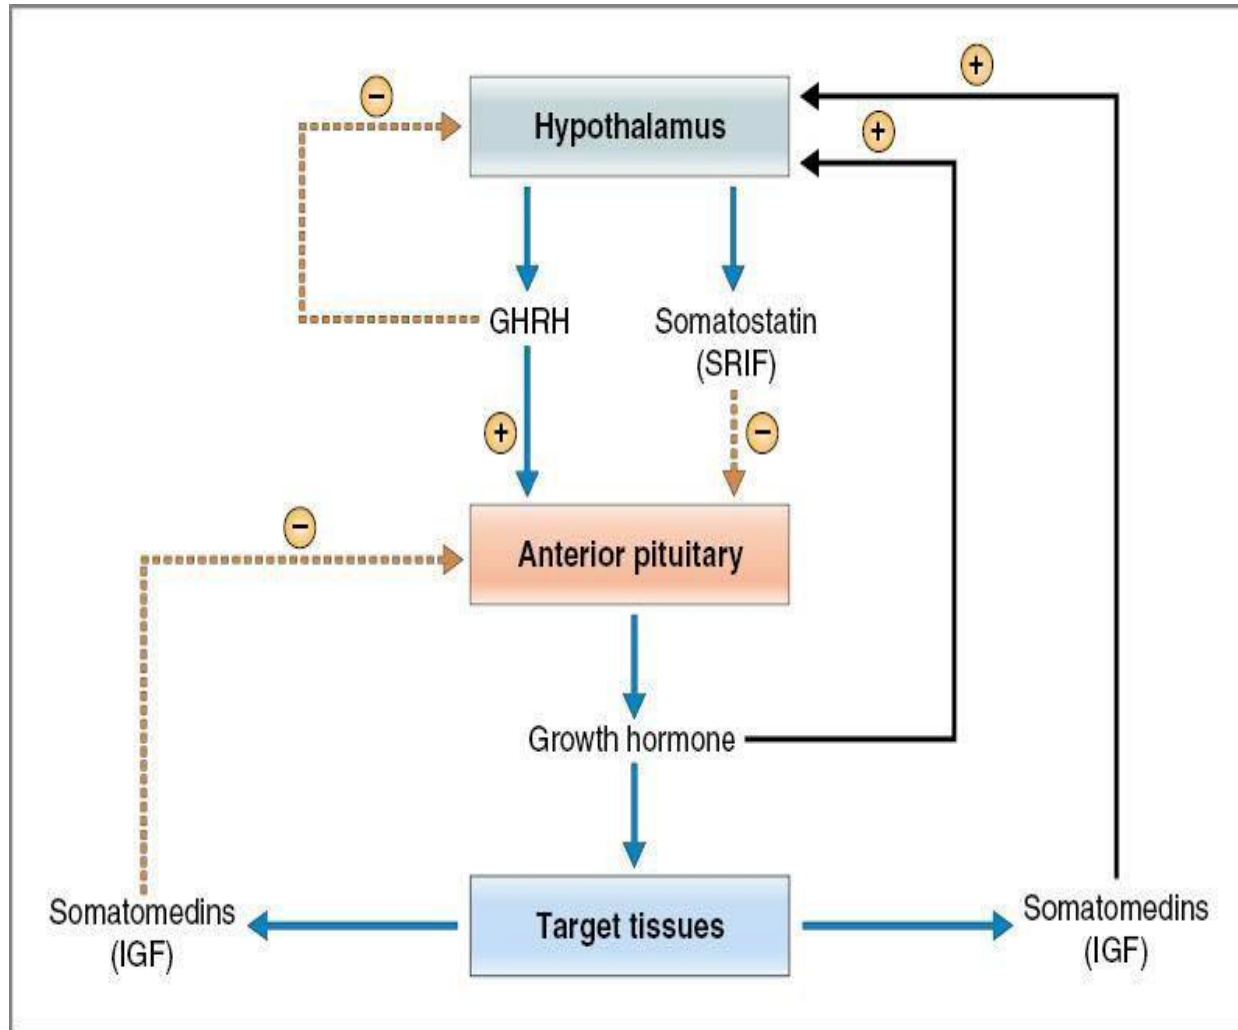 +
−
Hypothalamus
+
GHRH
Somatostatin
(SRIF)
+
−
−
Anterior pituitary
Growth hormone
Somatomedins
(IGF)
Target tissues
Somatomedins
(IGF)